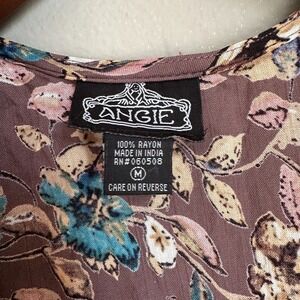 ANGIE
100% RAYON
MADE IN INDIA
RN#060508
M
CARE ON REVERSE